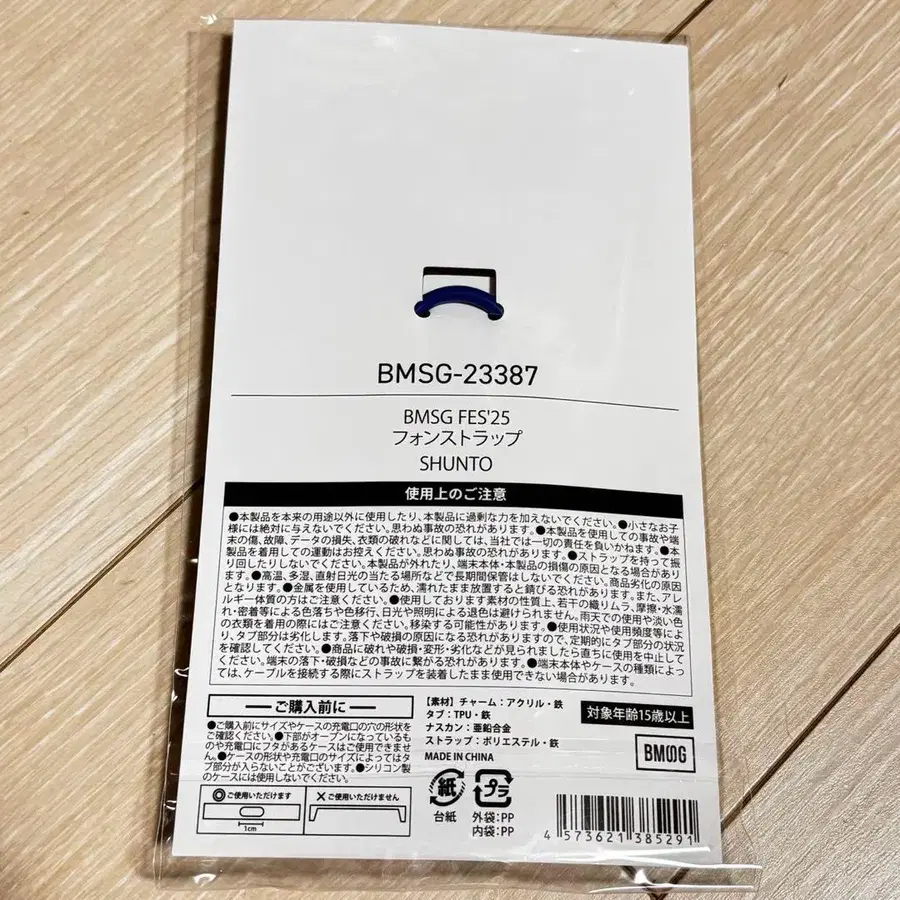 BMSG-23387
BMSG FES'25
フォンストラップ
SHUNTO
使用上のご注意
●本製品を本来の用途以外に使用したり、本製品に過剰な力を加えないでください。●小さなお子
様には絶対に与えないでください。思わぬ事故の恐れがあります。●本製品を使用しての事故や端
末の傷、故障、データの損失、衣類の破れなどに関しては、当社では一切の責任を負いかねます。●本
製品を着用しての運動はお控えください。思わぬ事故の恐れがあります。●ストラップを持って振
り回したりしないでください。本製品が外れたり、端末本体・本製品の損傷の原因となる場合があり
ます。●高温、多湿、直射日光の当たる場所などで長期間保管はしないでください。商品劣化の原因
となります。●金属を使用しているため、濡れたまま放置すると錆びる恐れがあります。また、アレ
ルギー体質の方はご注意ください。●使用しております素材の性質上、若干の織りムラ、摩擦・水濡
れ・密着等による色落ちや色移行、日光や照明による退色は避けられません。雨天での使用や淡い色
の衣類を着用の際にはご注意ください。移染する可能性があります。●使用状況や使用頻度等によ
り、タブ部分は劣化します。落下や破損の原因になる恐れがありますので、定期的にタブ部分の状況
を確認してください。●商品に破れや破損・変形・劣化などが見られましたら直ちに使用を中止して
ください。端末の落下・破損などの事故に繋がる恐れがあります。●端末本体やケースの種類によっ
ては、ケーブルを接続する際にストラップを装着したまま使用できない場合があります。
ご購入前に
●ご購入前にサイズやケースの充電口の穴の形状をご
確認ください。●下部がオープンになっているも
のや充電口にフタがあるケースはご使用できませ
ん。●ケースの形状や充電口のサイズによってはタ
ブ部分が入らないことがございます。●シリコン製
のケースには使用しないでください。
◎ご使用いただけます
×ご使用いただけません
1cm
【素材】チャーム：アクリル・鉄
タブ：TPU・鉄
ナスカン：亜鉛合金
ストラップ：ポリエステル・鉄
MADE IN CHINA
対象年齢15歳以上
BMSG
紙
台紙
プラ
外袋：PP
内袋：PP
4 573621 385291